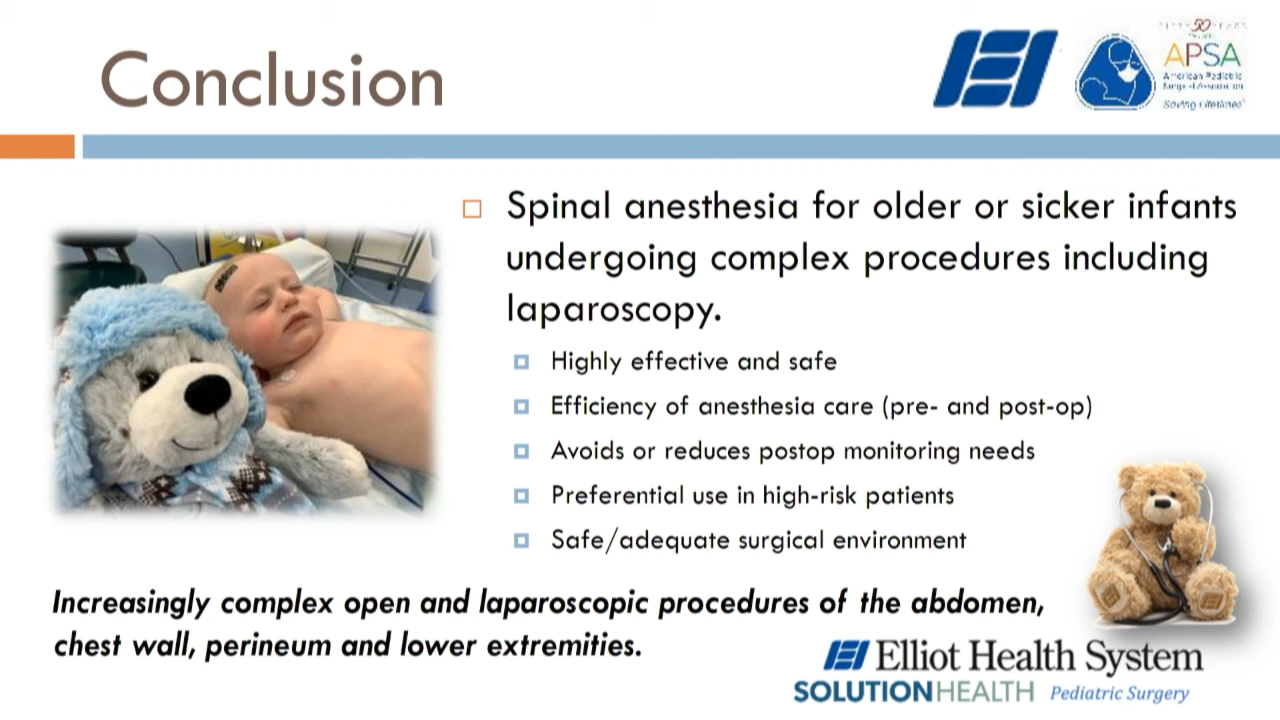 Conclusion
50
APSA
American Pediatric
Surgical Association
Saving Lifetimes
Spinal anesthesia for older or sicker infants
undergoing complex procedures including
laparoscopy.
Highly effective and safe
Efficiency of anesthesia care (pre- and post-op)
Avoids or reduces postop monitoring needs
Preferential use in high-risk patients
Safe/adequate surgical environment
Increasingly complex open and laparoscopic procedures of the abdomen,
chest wall, perineum and lower extremities.
Elliot Health System
SOLUTIONHEALTH Pediatric Surgery